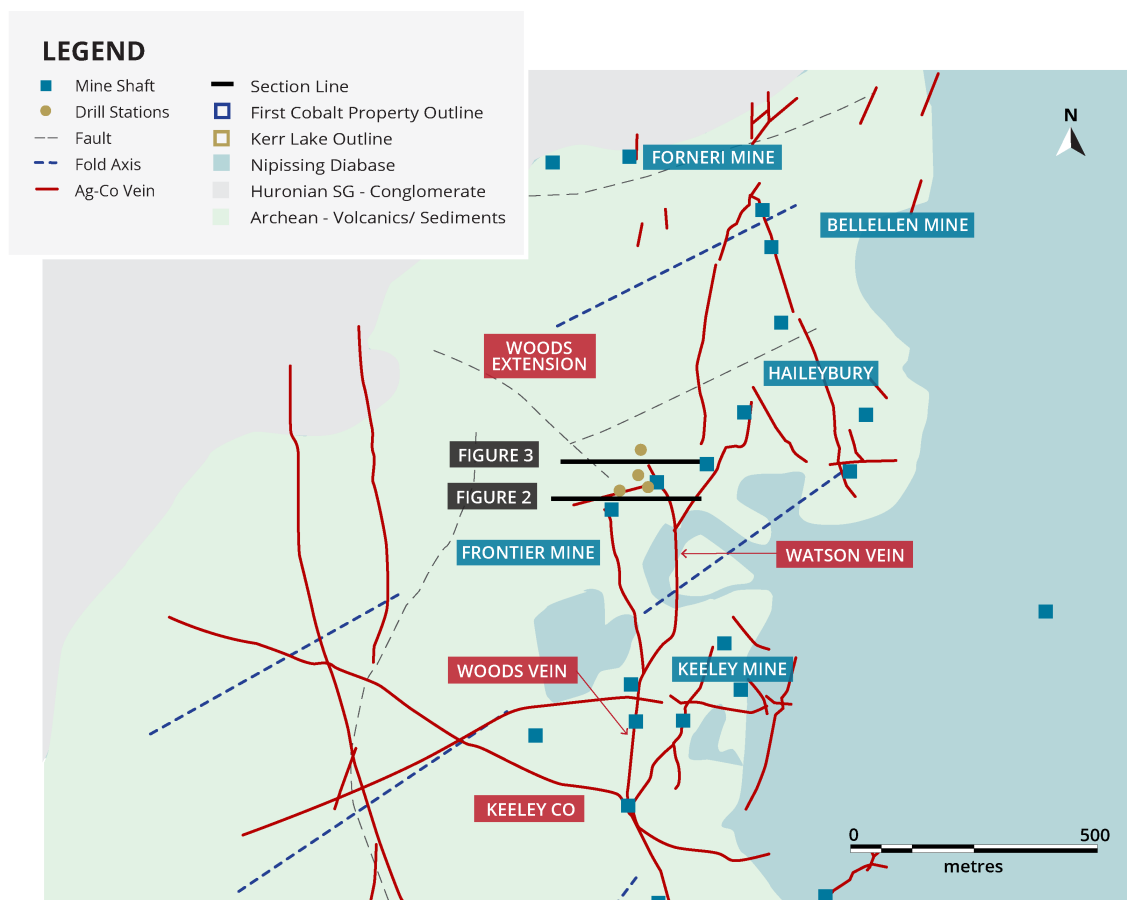 LEGEND
Mine Shaft
Drill Stations
Fault
Fold Axis
Ag-Co Vein
Section Line
First Cobalt Property Outline
Kerr Lake Outline
Nipissing Diabase
Huronian SG - Conglomerate
Archean - Volcanics/ Sediments
N
FORNERI MINE
BELLELLEN MINE
WOODS
EXTENSION
HAILEYBURY
FIGURE 3
FIGURE 2
FRONTIER MINE
WATSON VEIN
WOODS VEIN
KEELEY MINE
KEELEY CO
0 500
metres